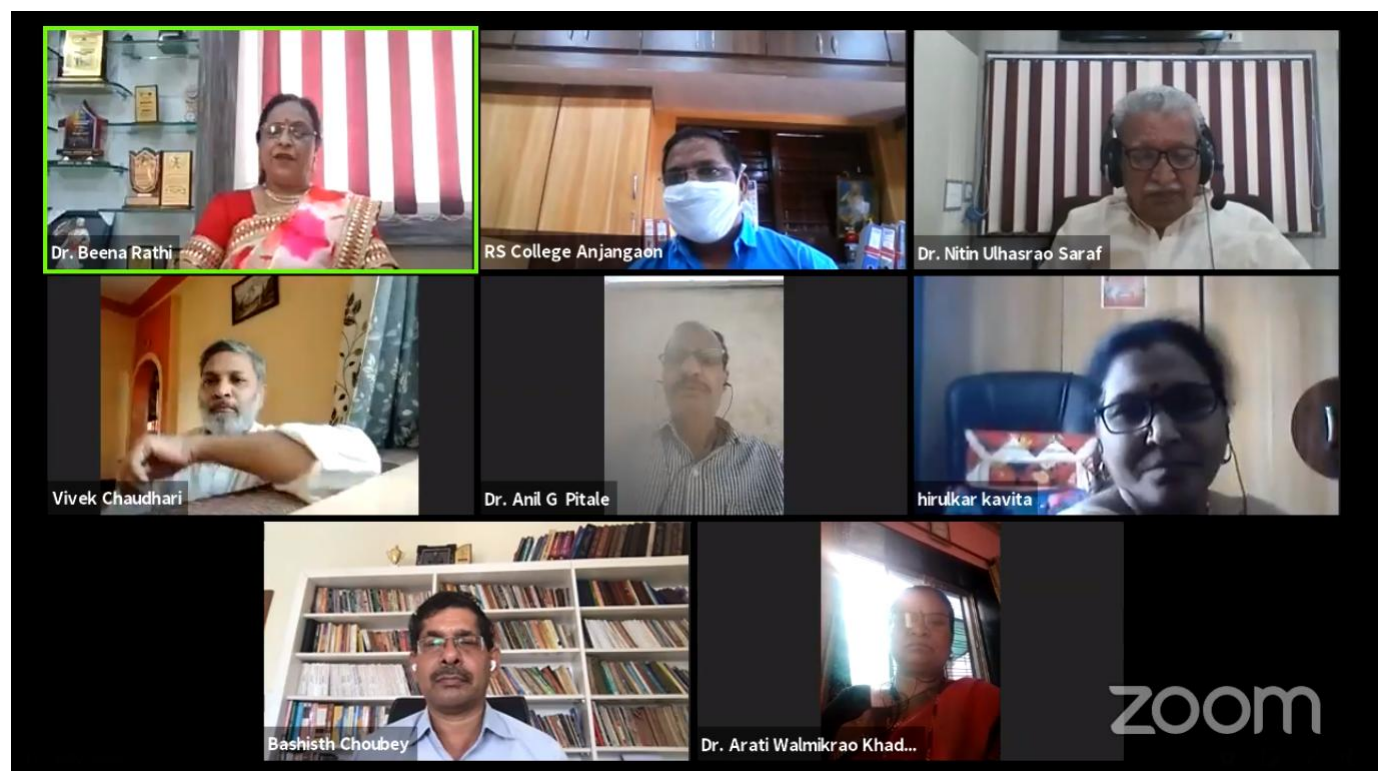 Dr. Beena Rathi
RS College Anjangaon
Dr. Nitin Ulhasrao Saraf
Vivek Chaudhari
Dr. Anil G Pitale
hirulkar kavita
Bashisth Choubey
Dr. Arati Walmikrao Khad...
zoom